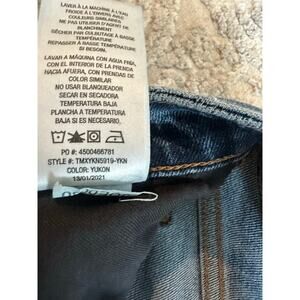 LAVER À LA MACHINE À L'EAU
FROIDE À L'ENVERS AVEC
COULEURS SIMILAIRES
NE PAS UTILISER D'AGENT DE
BLANCHIMENT
SÉCHER PAR CULBUTAGE À BASSE
TEMPÉRATURE
REPASSER À BASSE TEMPÉRATURE
SI BESOIN
LAVAR A MÁQUINA CON AGUA FRÍA,
CON EL INTERIOR DE LA PRENDA
HACIA AFUERA, CON PRENDAS DE
COLOR SIMILAR
NO USAR BLANQUEADOR
SECAR EN SECADORA
TEMPERATURA BAJA
PLANCHA A TEMPERATURA
BAJA SI ES NECESARIO
PO #: 4500466781
STYLE #: TMXYKN5919-YKN
COLOR: YUKON
13/01/2021